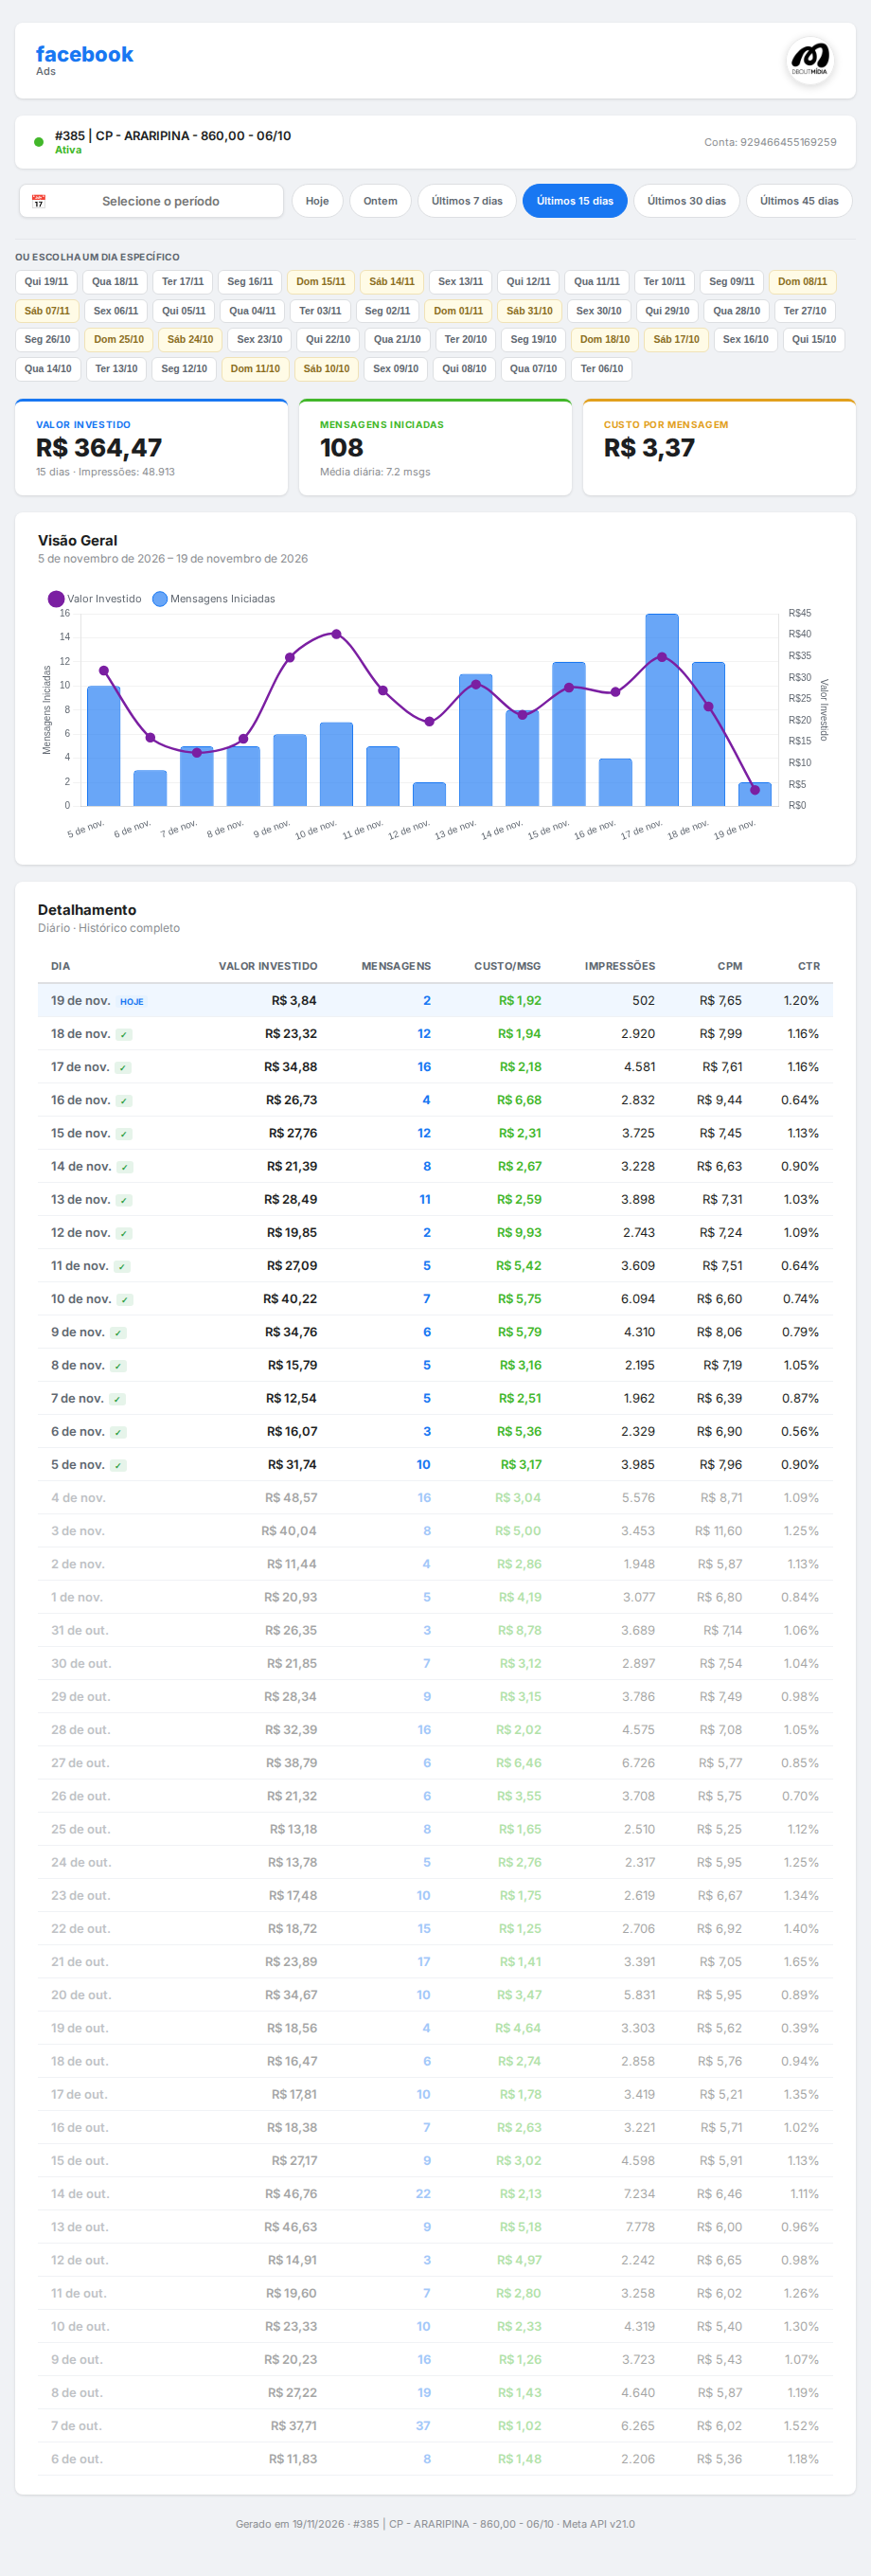 facebook
Ads
DBOUTMÍDIA
#385 | CP - ARARIPINA - 860,00 - 06/10
Ativa
Conta: 929466455169259
📅 Selecione o período Hoje Ontem Últimos 7 dias Últimos 15 dias Últimos 30 dias Últimos 45 dias
OU ESCOLHA UM DIA ESPECÍFICO
Qui 19/11 Qua 18/11 Ter 17/11 Seg 16/11 Dom 15/11 Sáb 14/11 Sex 13/11 Qui 12/11 Qua 11/11 Ter 10/11 Seg 09/11 Dom 08/11
Sáb 07/11 Sex 06/11 Qui 05/11 Qua 04/11 Ter 03/11 Seg 02/11 Dom 01/11 Sáb 31/10 Sex 30/10 Qui 29/10 Qua 28/10 Ter 27/10
Seg 26/10 Dom 25/10 Sáb 24/10 Sex 23/10 Qui 22/10 Qua 21/10 Ter 20/10 Seg 19/10 Dom 18/10 Sáb 17/10 Sex 16/10 Qui 15/10
Qua 14/10 Ter 13/10 Seg 12/10 Dom 11/10 Sáb 10/10 Sex 09/10 Qui 08/10 Qua 07/10 Ter 06/10
VALOR INVESTIDO
R$ 364,47
15 dias · Impressões: 48.913
MENSAGENS INICIADAS
108
Média diária: 7.2 msgs
CUSTO POR MENSAGEM
R$ 3,37
Visão Geral
5 de novembro de 2026 – 19 de novembro de 2026
Valor Investido Mensagens Iniciadas
Mensagens Iniciadas
16
14
12
10
8
6
4
2
0
R$45
R$40
R$35
R$30
R$25
R$20
R$15
R$10
R$5
R$0
Valor Investido
5 de nov. 6 de nov. 7 de nov. 8 de nov. 9 de nov. 10 de nov. 11 de nov. 12 de nov. 13 de nov. 14 de nov. 15 de nov. 16 de nov. 17 de nov. 18 de nov. 19 de nov.
Detalhamento
Diário · Histórico completo
DIA VALOR INVESTIDO MENSAGENS CUSTO/MSG IMPRESSÕES CPM CTR
19 de nov. HOJE R$ 3,84 2 R$ 1,92 502 R$ 7,65 1.20%
18 de nov. ✓ R$ 23,32 12 R$ 1,94 2.920 R$ 7,99 1.16%
17 de nov. ✓ R$ 34,88 16 R$ 2,18 4.581 R$ 7,61 1.16%
16 de nov. ✓ R$ 26,73 4 R$ 6,68 2.832 R$ 9,44 0.64%
15 de nov. ✓ R$ 27,76 12 R$ 2,31 3.725 R$ 7,45 1.13%
14 de nov. ✓ R$ 21,39 8 R$ 2,67 3.228 R$ 6,63 0.90%
13 de nov. ✓ R$ 28,49 11 R$ 2,59 3.898 R$ 7,31 1.03%
12 de nov. ✓ R$ 19,85 2 R$ 9,93 2.743 R$ 7,24 1.09%
11 de nov. ✓ R$ 27,09 5 R$ 5,42 3.609 R$ 7,51 0.64%
10 de nov. ✓ R$ 40,22 7 R$ 5,75 6.094 R$ 6,60 0.74%
9 de nov. ✓ R$ 34,76 6 R$ 5,79 4.310 R$ 8,06 0.79%
8 de nov. ✓ R$ 15,79 5 R$ 3,16 2.195 R$ 7,19 1.05%
7 de nov. ✓ R$ 12,54 5 R$ 2,51 1.962 R$ 6,39 0.87%
6 de nov. ✓ R$ 16,07 3 R$ 5,36 2.329 R$ 6,90 0.56%
5 de nov. ✓ R$ 31,74 10 R$ 3,17 3.985 R$ 7,96 0.90%
4 de nov. R$ 48,57 16 R$ 3,04 5.576 R$ 8,71 1.09%
3 de nov. R$ 40,04 8 R$ 5,00 3.453 R$ 11,60 1.25%
2 de nov. R$ 11,44 4 R$ 2,86 1.948 R$ 5,87 1.13%
1 de nov. R$ 20,93 5 R$ 4,19 3.077 R$ 6,80 0.84%
31 de out. R$ 26,35 3 R$ 8,78 3.689 R$ 7,14 1.06%
30 de out. R$ 21,85 7 R$ 3,12 2.897 R$ 7,54 1.04%
29 de out. R$ 28,34 9 R$ 3,15 3.786 R$ 7,49 0.98%
28 de out. R$ 32,39 16 R$ 2,02 4.575 R$ 7,08 1.05%
27 de out. R$ 38,79 6 R$ 6,46 6.726 R$ 5,77 0.85%
26 de out. R$ 21,32 6 R$ 3,55 3.708 R$ 5,75 0.70%
25 de out. R$ 13,18 8 R$ 1,65 2.510 R$ 5,25 1.12%
24 de out. R$ 13,78 5 R$ 2,76 2.317 R$ 5,95 1.25%
23 de out. R$ 17,48 10 R$ 1,75 2.619 R$ 6,67 1.34%
22 de out. R$ 18,72 15 R$ 1,25 2.706 R$ 6,92 1.40%
21 de out. R$ 23,89 17 R$ 1,41 3.391 R$ 7,05 1.65%
20 de out. R$ 34,67 10 R$ 3,47 5.831 R$ 5,95 0.89%
19 de out. R$ 18,56 4 R$ 4,64 3.303 R$ 5,62 0.39%
18 de out. R$ 16,47 6 R$ 2,74 2.858 R$ 5,76 0.94%
17 de out. R$ 17,81 10 R$ 1,78 3.419 R$ 5,21 1.35%
16 de out. R$ 18,38 7 R$ 2,63 3.221 R$ 5,71 1.02%
15 de out. R$ 27,17 9 R$ 3,02 4.598 R$ 5,91 1.13%
14 de out. R$ 46,76 22 R$ 2,13 7.234 R$ 6,46 1.11%
13 de out. R$ 46,63 9 R$ 5,18 7.778 R$ 6,00 0.96%
12 de out. R$ 14,91 3 R$ 4,97 2.242 R$ 6,65 0.98%
11 de out. R$ 19,60 7 R$ 2,80 3.258 R$ 6,02 1.26%
10 de out. R$ 23,33 10 R$ 2,33 4.319 R$ 5,40 1.30%
9 de out. R$ 20,23 16 R$ 1,26 3.723 R$ 5,43 1.07%
8 de out. R$ 27,22 19 R$ 1,43 4.640 R$ 5,87 1.19%
7 de out. R$ 37,71 37 R$ 1,02 6.265 R$ 6,02 1.52%
6 de out. R$ 11,83 8 R$ 1,48 2.206 R$ 5,36 1.18%
Gerado em 19/11/2026 · #385 | CP - ARARIPINA - 860,00 - 06/10 · Meta API v21.0